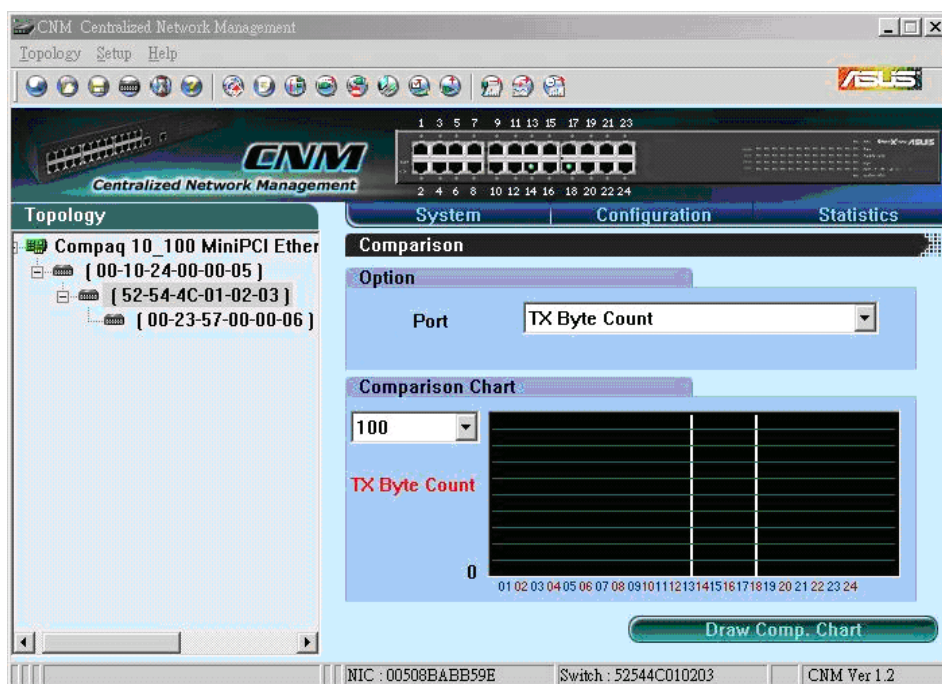 CNM Centralized Network Management
Topology Setup Help
ASUS
1 3 5 7 9 11 13 15 17 19 21 23
CNM
Centralized Network Management
2 4 6 8 10 12 14 16 18 20 22 24
Topology
System
Configuration
Statistics
Compaq 10_100 MiniPCI Ether
( 00-10-24-00-00-05 )
( 52-54-4C-01-02-03 )
( 00-23-57-00-00-06 )
Comparison
Option
Port
TX Byte Count
Comparison Chart
100
TX Byte Count
0
01 02 03 04 05 06 07 08 09 10 11 12 13 14 15 16 17 18 19 20 21 22 23 24
Draw Comp. Chart
NIC : 00508BABB59E
Switch : 52544C010203
CNM Ver 1.2